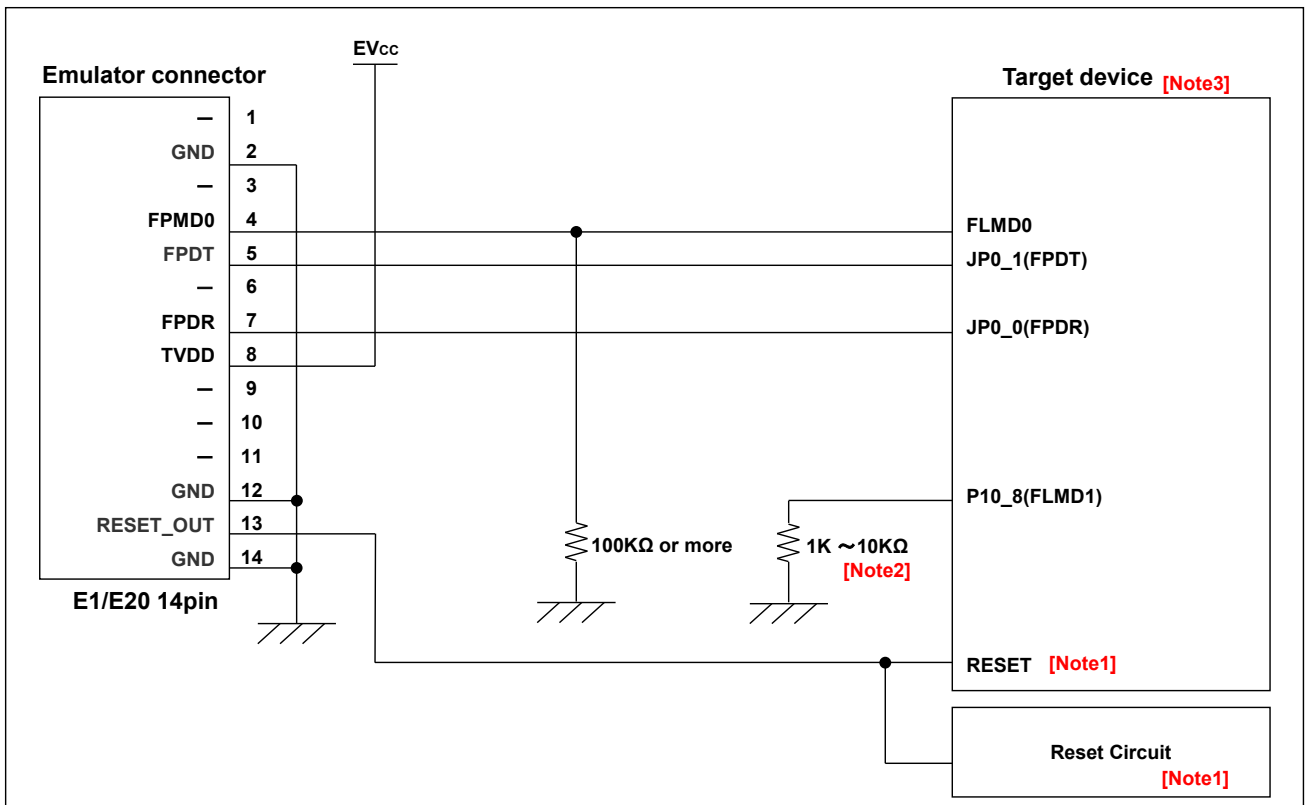 EVcc
Emulator connector
Target device [Note3]
— 1
GND 2
— 3
FPMD0 4
FPDT 5
— 6
FPDR 7
TVDD 8
— 9
— 10
— 11
GND 12
RESET_OUT 13
GND 14
E1/E20 14pin
100KΩ or more
1K ～10KΩ
[Note2]
FLMD0
JP0_1(FPDT)
JP0_0(FPDR)
P10_8(FLMD1)
RESET [Note1]
Reset Circuit
[Note1]